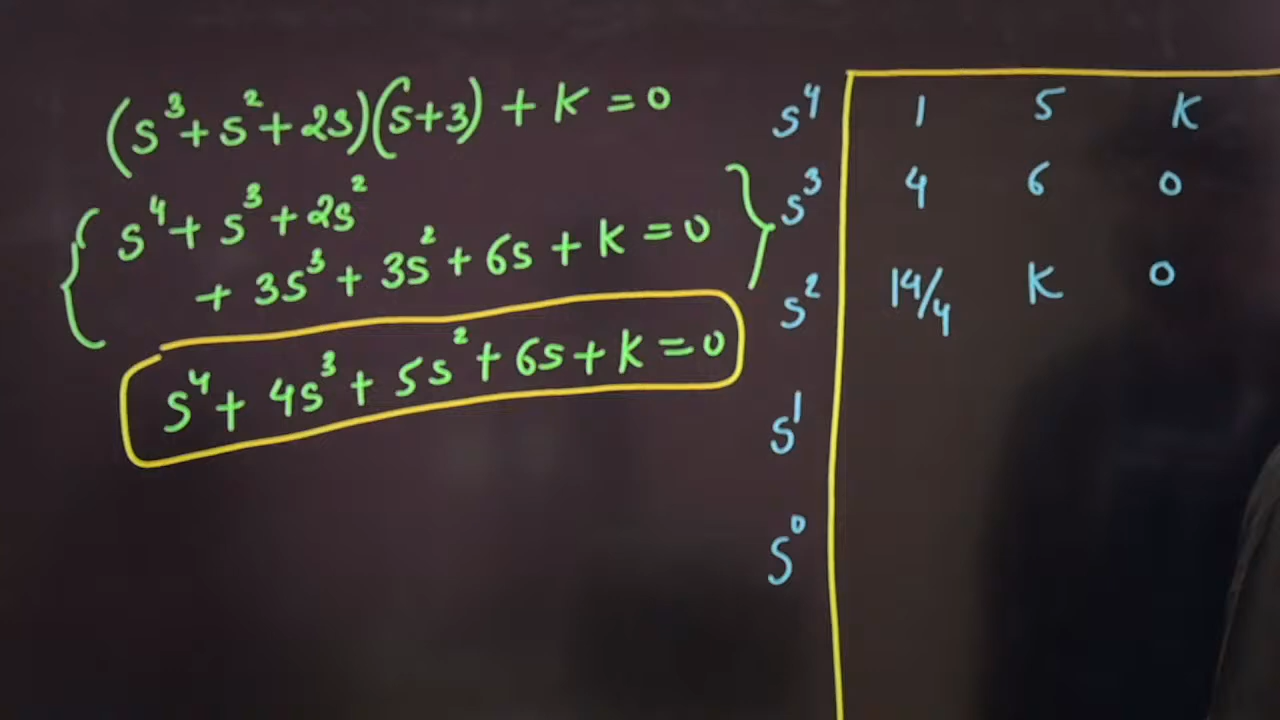 (s³+s²+2s)(s+3) + K = 0
s⁴ + s³ + 2s²
+ 3s³ + 3s² + 6s + K = 0
s⁴ + 4s³ + 5s² + 6s + K = 0
s⁴ 1 5 K
s³ 4 6 0
s² 14/4 K 0
s¹
s⁰